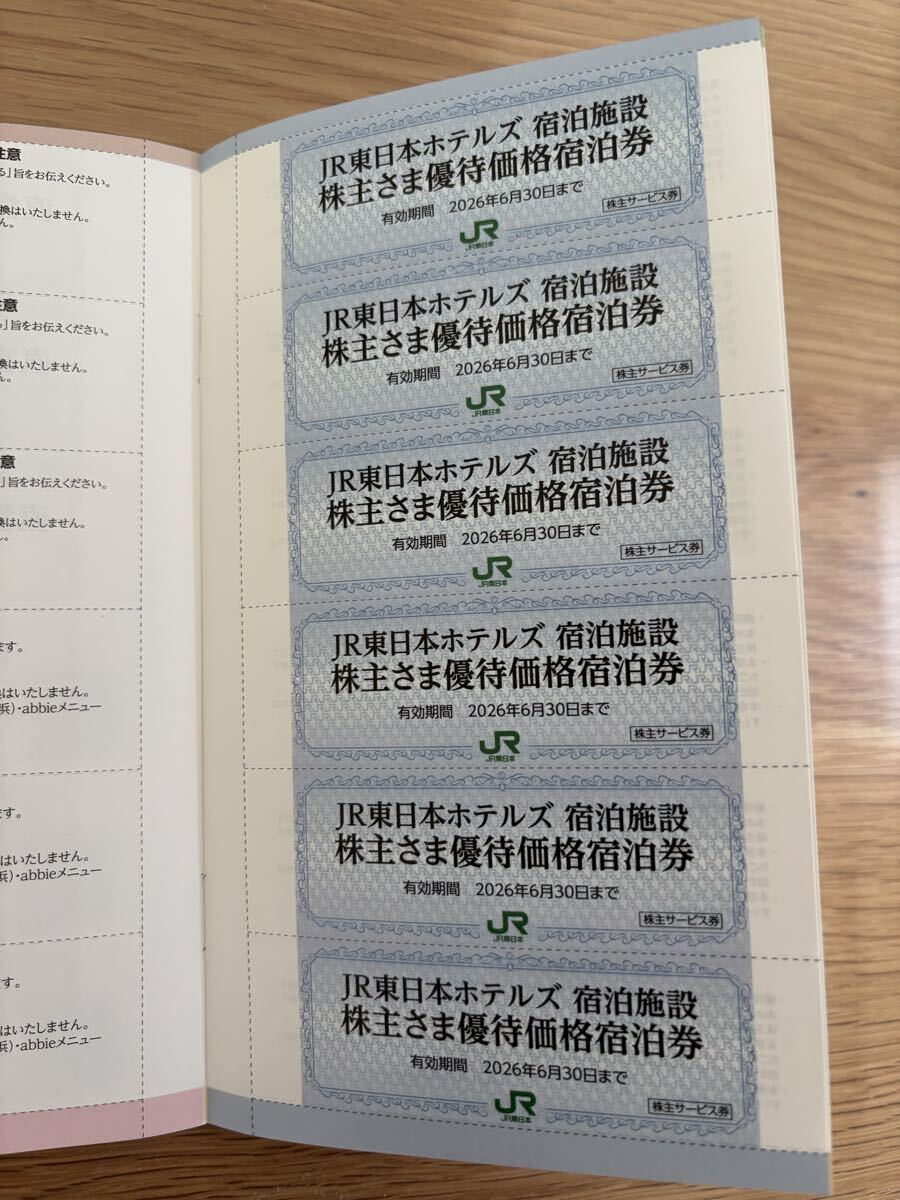 注意
る」旨をお伝えください。
換はいたしません。
ん。
注意
る」旨をお伝えください。
換はいたしません。
ん。
意
」旨をお伝えください。
換はいたしません。
ん。
ます。
換はいたしません。
浜)・abbieメニュー
ます。
はいたしません。
)・abbieメニュー
す。
はいたしません。
浜)・abbieメニュー
JR東日本ホテルズ 宿泊施設
株主さま優待価格宿泊券
有効期間 2026年6月30日まで
株主サービス券
JR
JR東日本
JR東日本ホテルズ 宿泊施設
株主さま優待価格宿泊券
有効期間 2026年6月30日まで
株主サービス券
JR
JR東日本
JR東日本ホテルズ 宿泊施設
株主さま優待価格宿泊券
有効期間 2026年6月30日まで
株主サービス券
JR
JR東日本
JR東日本ホテルズ 宿泊施設
株主さま優待価格宿泊券
有効期間 2026年6月30日まで
株主サービス券
JR
JR東日本
JR東日本ホテルズ 宿泊施設
株主さま優待価格宿泊券
有効期間 2026年6月30日まで
株主サービス券
JR
JR東日本
JR東日本ホテルズ 宿泊施設
株主さま優待価格宿泊券
有効期間 2026年6月30日まで
株主サービス券
JR
JR東日本